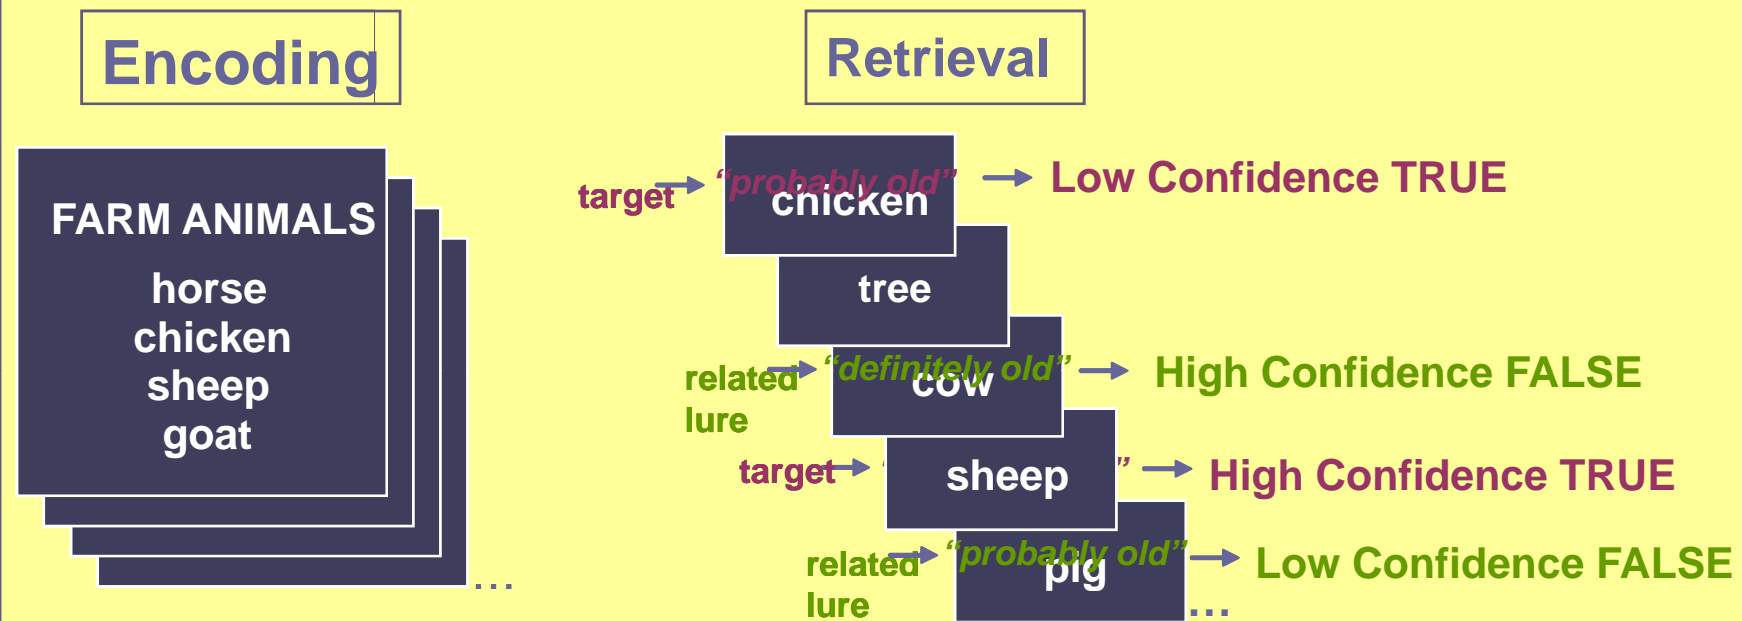 Encoding
FARM ANIMALS
horse
chicken
sheep
goat
...
Retrieval
target "probably old" chicken Low Confidence TRUE
tree
related lure "definitely old" cow High Confidence FALSE
target sheep ” High Confidence TRUE
related lure "probably old" pig Low Confidence FALSE
...